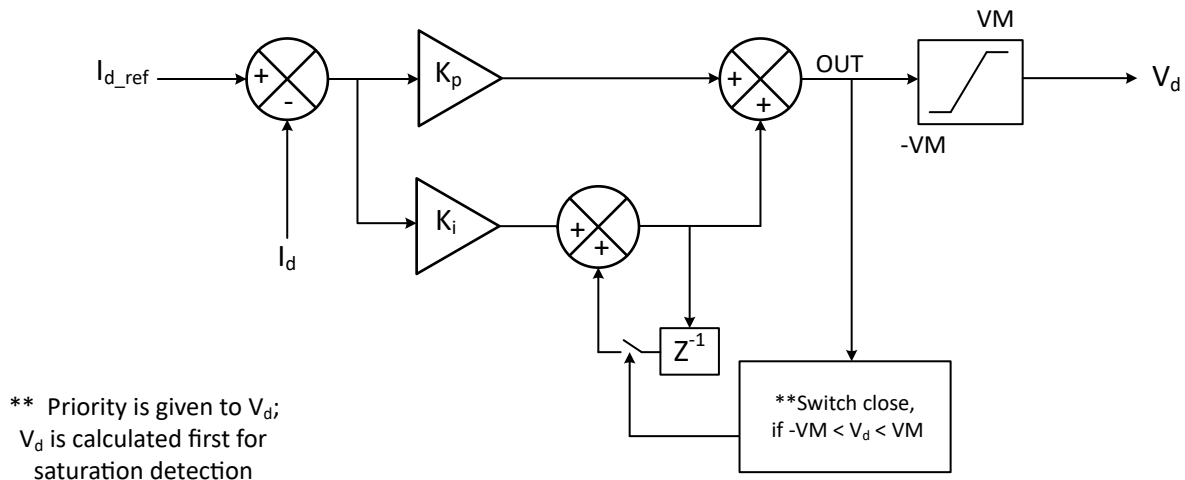 VM
I_d_ref
+
-
K_p
+
+
OUT
V_d
-VM
K_i
+
+
I_d
Z^-1
** Priority is given to V_d;
V_d is calculated first for
saturation detection
**Switch close,
if -VM < V_d < VM